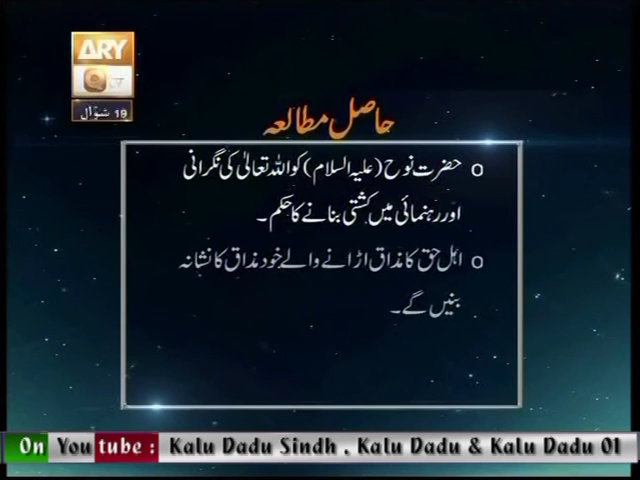 ARY
Q TV
19 شوال
حاصل مطالعہ
o حضرت نوح (علیہ السلام) کو اللہ تعالیٰ کی نگرانی
اور رہنمائی میں کشتی بنانے کا حکم۔
o اہل حق کا مذاق اڑانے والے خود مذاق کا نشانہ
بنیں گے۔
On You tube : Kalu Dadu Sindh , Kalu Dadu & Kalu Dadu 01